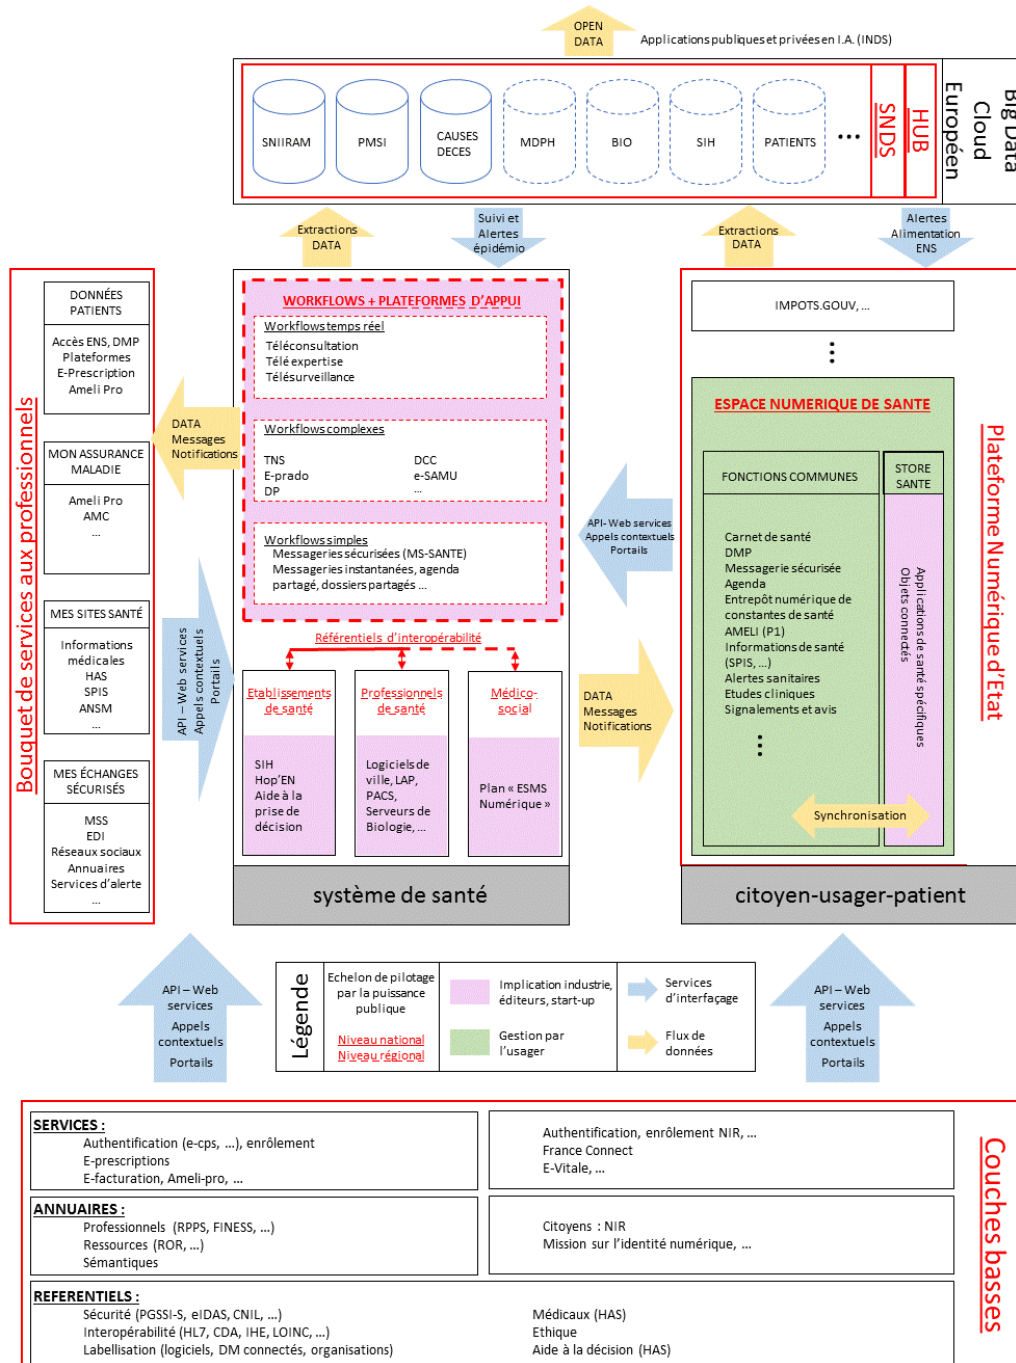 OPEN
DATA
Applications publiques et privées en I.A. (INDS)
SNIIRAM
PMSI
CAUSES
DECES
MDPH
BIO
SIH
PATIENTS
...
SNDS
HUB
Big Data
Cloud
Européen
Extractions
DATA
Suivi et
Alertes
épidémio
Extractions
DATA
Alertes
Alimentation
ENS
Bouquet de services aux professionnels
DONNÉES
PATIENTS
Accès ENS, DMP
Plateformes
E-Prescription
Ameli Pro
MON ASSURANCE
MALADIE
Ameli Pro
AMC
...
MES SITES SANTÉ
Informations
médicales
HAS
SPIS
ANSM
...
MES ÉCHANGES
SÉCURISÉS
MSS
EDI
Réseaux sociaux
Annuaires
Services d'alerte
...
DATA
Messages
Notifications
API – Web services
Appels contextuels
Portails
WORKFLOWS + PLATEFORMES D'APPUI
Workflows temps réel
Téléconsultation
Télé expertise
Télésurveillance
Workflows complexes
TNS
E-prado
DP
DCC
e-SAMU
...
Workflows simples
Messageries sécurisées (MS-SANTE)
Messageries instantanées, agenda
partagé, dossiers partagés ...
Référentiels d'interopérabilité
Etablissements
de santé
SIH
Hop'EN
Aide à la
prise de
décision
Professionnels
de santé
Logiciels de
ville, LAP,
PACS,
Serveurs de
Biologie, ...
Médico-
social
Plan « ESMS
Numérique »
système de santé
API- Web services
Appels contextuels
Portails
DATA
Messages
Notifications
IMPOTS.GOUV, ...
...
ESPACE NUMERIQUE DE SANTE
FONCTIONS COMMUNES
Carnet de santé
DMP
Messagerie sécurisée
Agenda
Entrepôt numérique de
constantes de santé
AMELI (P1)
Informations de santé
(SPIS, ...)
Alertes sanitaires
Etudes cliniques
Signalements et avis
...
STORE
SANTE
Applications de santé spécifiques
Objets connectés
Synchronisation
Plateforme Numérique d'Etat
citoyen-usager-patient
API – Web
services
Appels
contextuels
Portails
Légende
Echelon de pilotage
par la puissance
publique
Niveau national
Niveau régional
Implication industrie,
éditeurs, start-up
Gestion par
l'usager
Services
d'interfaçage
Flux de
données
API – Web
services
Appels
contextuels
Portails
SERVICES :
Authentification (e-cps, ...), enrôlement
E-prescriptions
E-facturation, Ameli-pro, ...
Authentification, enrôlement NIR, ...
France Connect
E-Vitale, ...
ANNUAIRES :
Professionnels (RPPS, FINESS, ...)
Ressources (ROR, ...)
Sémantiques
Citoyens : NIR
Mission sur l'identité numérique, ...
REFERENTIELS :
Sécurité (PGSSI-S, eIDAS, CNIL, ...)
Interopérabilité (HL7, CDA, IHE, LOINC, ...)
Labellisation (logiciels, DM connectés, organisations)
Médicaux (HAS)
Ethique
Aide à la décision (HAS)
Couches basses